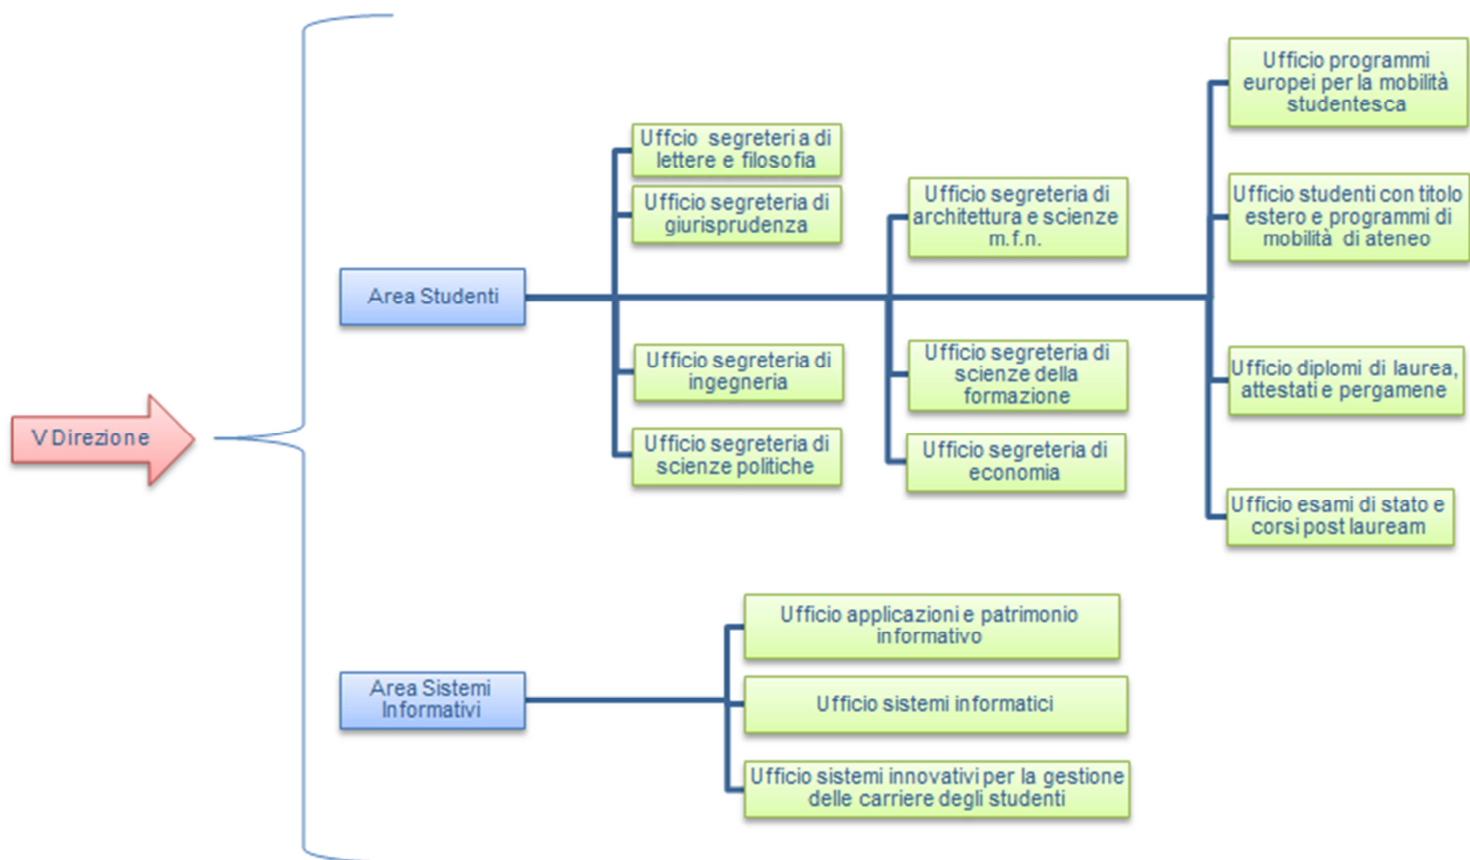 V Direzione
Area Studenti
Uffcio segreteria di
lettere e filosofia
Ufficio segreteria di
giurisprudenza
Ufficio segreteria di
ingegneria
Ufficio segreteria di
scienze politiche
Ufficio segreteria di
architettura e scienze
m.f.n.
Ufficio segreteria di
scienze della
formazione
Ufficio segreteria di
economia
Ufficio programmi
europei per la mobilità
studentesca
Ufficio studenti con titolo
estero e programmi di
mobilità di ateneo
Ufficio diplomi di laurea,
attestati e pergamene
Ufficio esami di stato e
corsi post lauream
Area Sistemi
Informativi
Ufficio applicazioni e patrimonio
informativo
Ufficio sistemi informatici
Ufficio sistemi innovativi per la gestione
delle carriere degli studenti